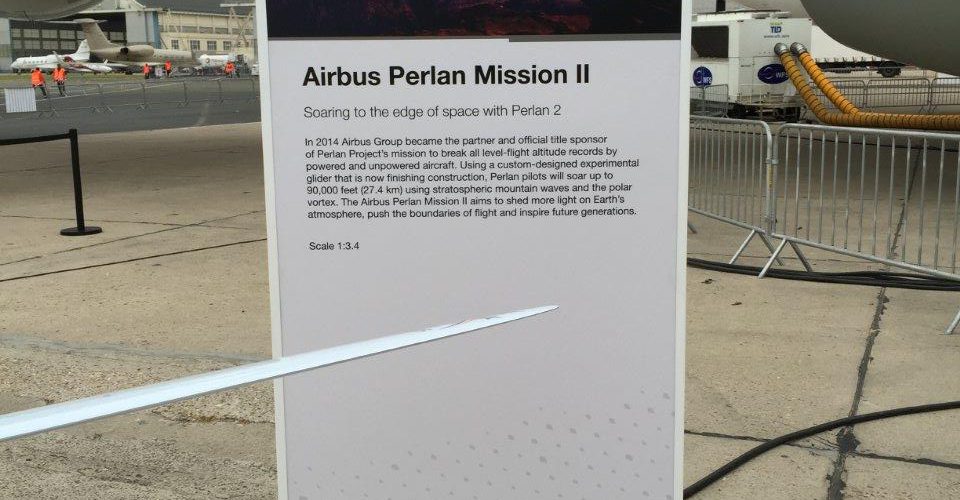 Airbus Perlan Mission II
Soaring to the edge of space with Perlan 2
In 2014 Airbus Group became the partner and official title sponsor
of Perlan Project's mission to break all level-flight altitude records by
powered and unpowered aircraft. Using a custom-designed experimental
glider that is now finishing construction, Perlan pilots will soar up to
90,000 feet (27.4 km) using stratospheric mountain waves and the polar
vortex. The Airbus Perlan Mission II aims to shed more light on Earth's
atmosphere, push the boundaries of flight and inspire future generations.
Scale 1:3.4
TLD